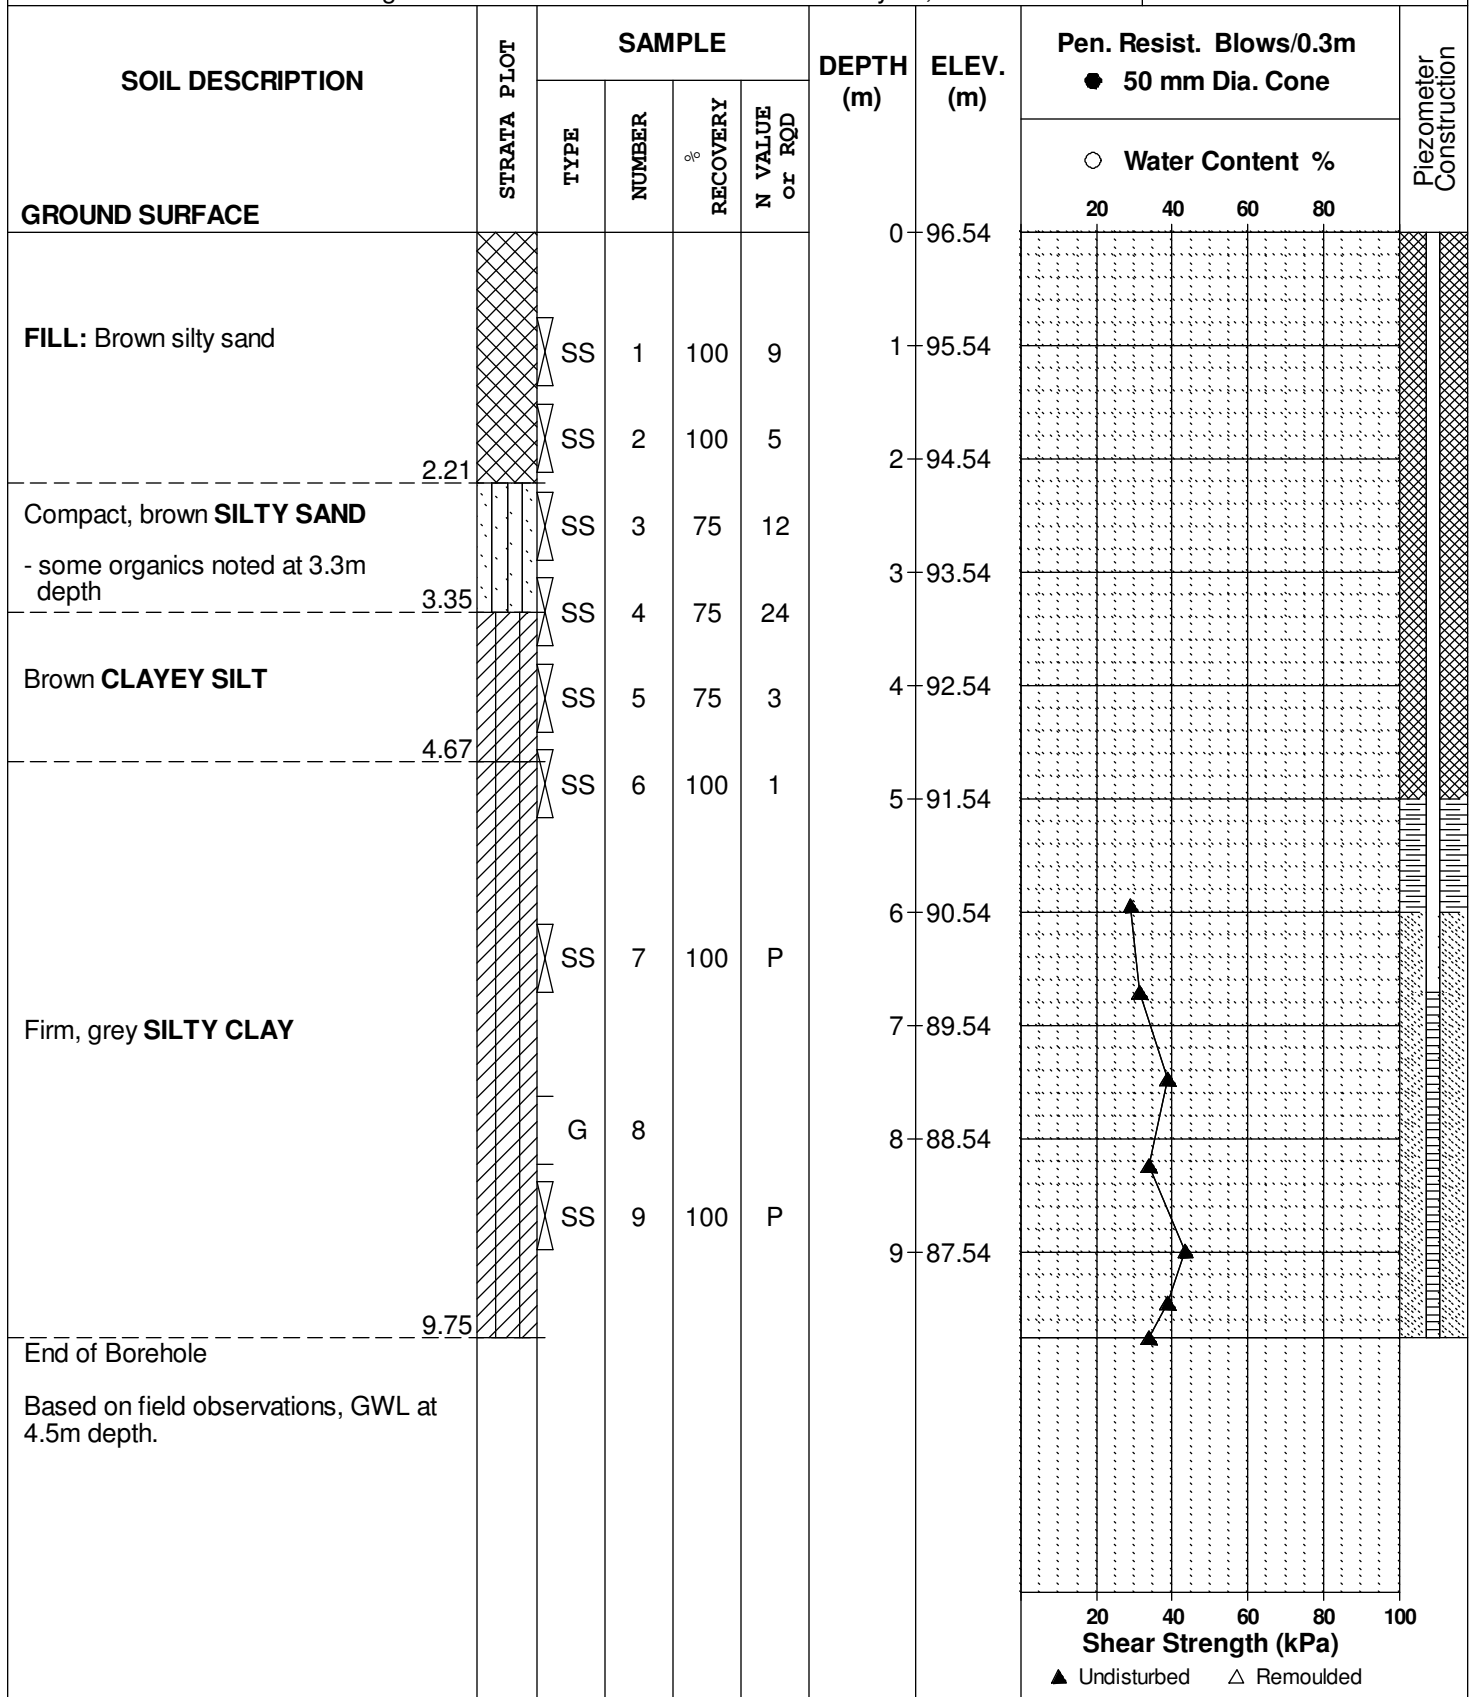 SOIL DESCRIPTION
GROUND SURFACE
STRATA PLOT
SAMPLE
TYPE
NUMBER
%
RECOVERY
N VALUE
or RQD
DEPTH
(m)
ELEV.
(m)
Pen. Resist. Blows/0.3m
● 50 mm Dia. Cone
○ Water Content %
20 40 60 80
Piezometer
Construction
0 96.54
FILL: Brown silty sand
SS 1 100 9
1 95.54
SS 2 100 5
2 94.54
2.21
Compact, brown SILTY SAND
SS 3 75 12
- some organics noted at 3.3m
depth
3 93.54
3.35
SS 4 75 24
Brown CLAYEY SILT
4 92.54
SS 5 75 3
4.67
SS 6 100 1
5 91.54
6 90.54
SS 7 100 P
Firm, grey SILTY CLAY
7 89.54
G 8
8 88.54
SS 9 100 P
9 87.54
9.75
End of Borehole
Based on field observations, GWL at
4.5m depth.
20 40 60 80 100
Shear Strength (kPa)
▲ Undisturbed △ Remoulded